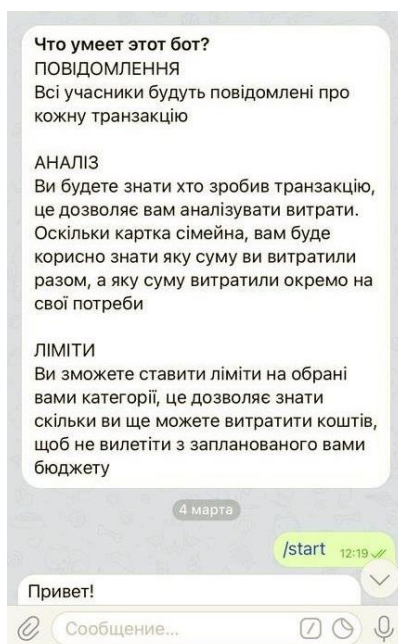 Что умеет этот бот?
ПОВІДОМЛЕННЯ
Всі учасники будуть повідомлені про
кожну транзакцію
АНАЛІЗ
Ви будете знати хто зробив транзакцію,
це дозволяє вам аналізувати витрати.
Оскільки картка сімейна, вам буде
корисно знати яку суму ви витратили
разом, а яку суму витратили окремо на
свої потреби
ЛІМІТИ
Ви зможете ставити ліміти на обрані
вами категорії, це дозволяє знати
скільки ви ще можете витратити коштів,
щоб не вилетіти з запланованого вами
бюджету
4 марта
/start 12:19
Привет!
Сообщение...